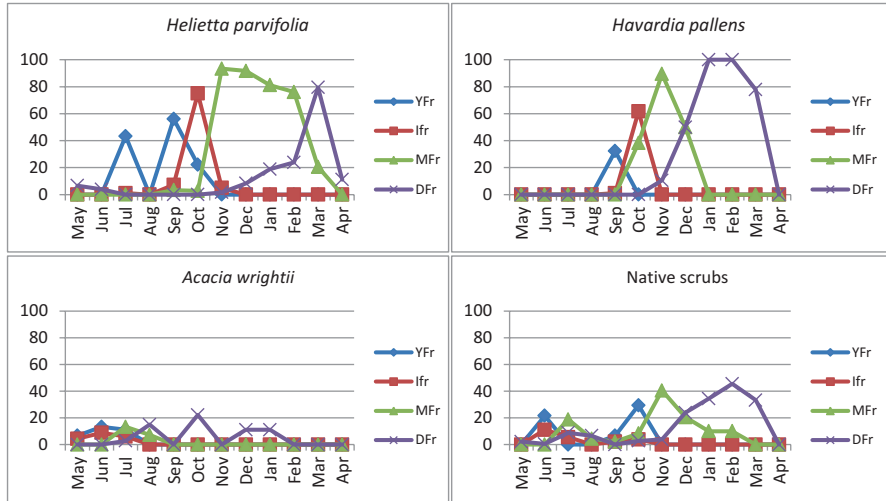 Helietta parvifolia
100
80
60
40
20
0
May Jun Jul Aug Sep Oct Nov Dec Jan Feb Mar Apr
YFr
Ifr
MFr
DFr
Havardia pallens
100
80
60
40
20
0
May Jun Jul Aug Sep Oct Nov Dec Jan Feb Mar Apr
YFr
Ifr
MFr
DFr
Acacia wrightii
100
80
60
40
20
0
May Jun Jul Aug Sep Oct Nov Dec Jan Feb Mar Apr
YFr
Ifr
MFr
DFr
Native scrubs
100
80
60
40
20
0
May Jun Jul Aug Sep Oct Nov Dec Jan Feb Mar Apr
YFr
Ifr
MFr
DFr